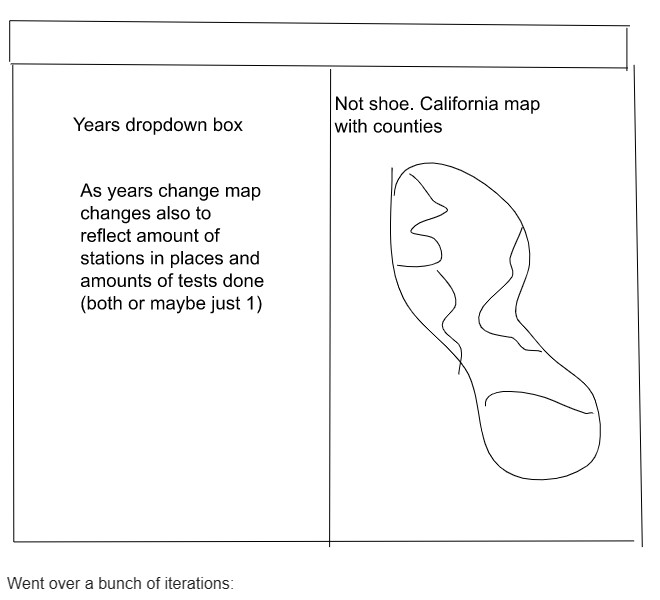 Years dropdown box
As years change map
changes also to
reflect amount of
stations in places and
amounts of tests done
(both or maybe just 1)
Not shoe. California map
with counties
Went over a bunch of iterations: